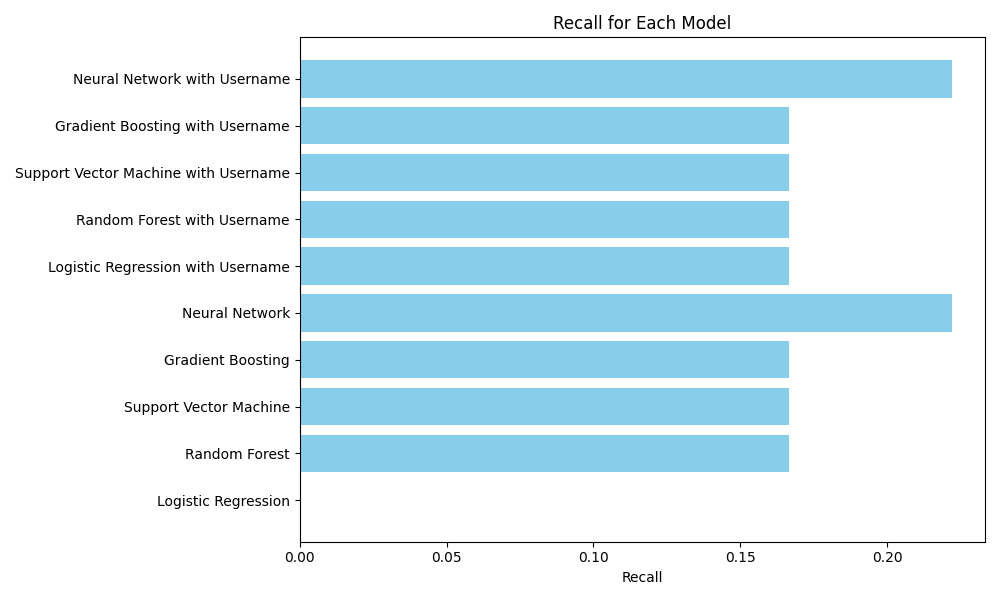 Recall for Each Model
Neural Network with Username
Gradient Boosting with Username
Support Vector Machine with Username
Random Forest with Username
Logistic Regression with Username
Neural Network
Gradient Boosting
Support Vector Machine
Random Forest
Logistic Regression
0.00 0.05 0.10 0.15 0.20
Recall